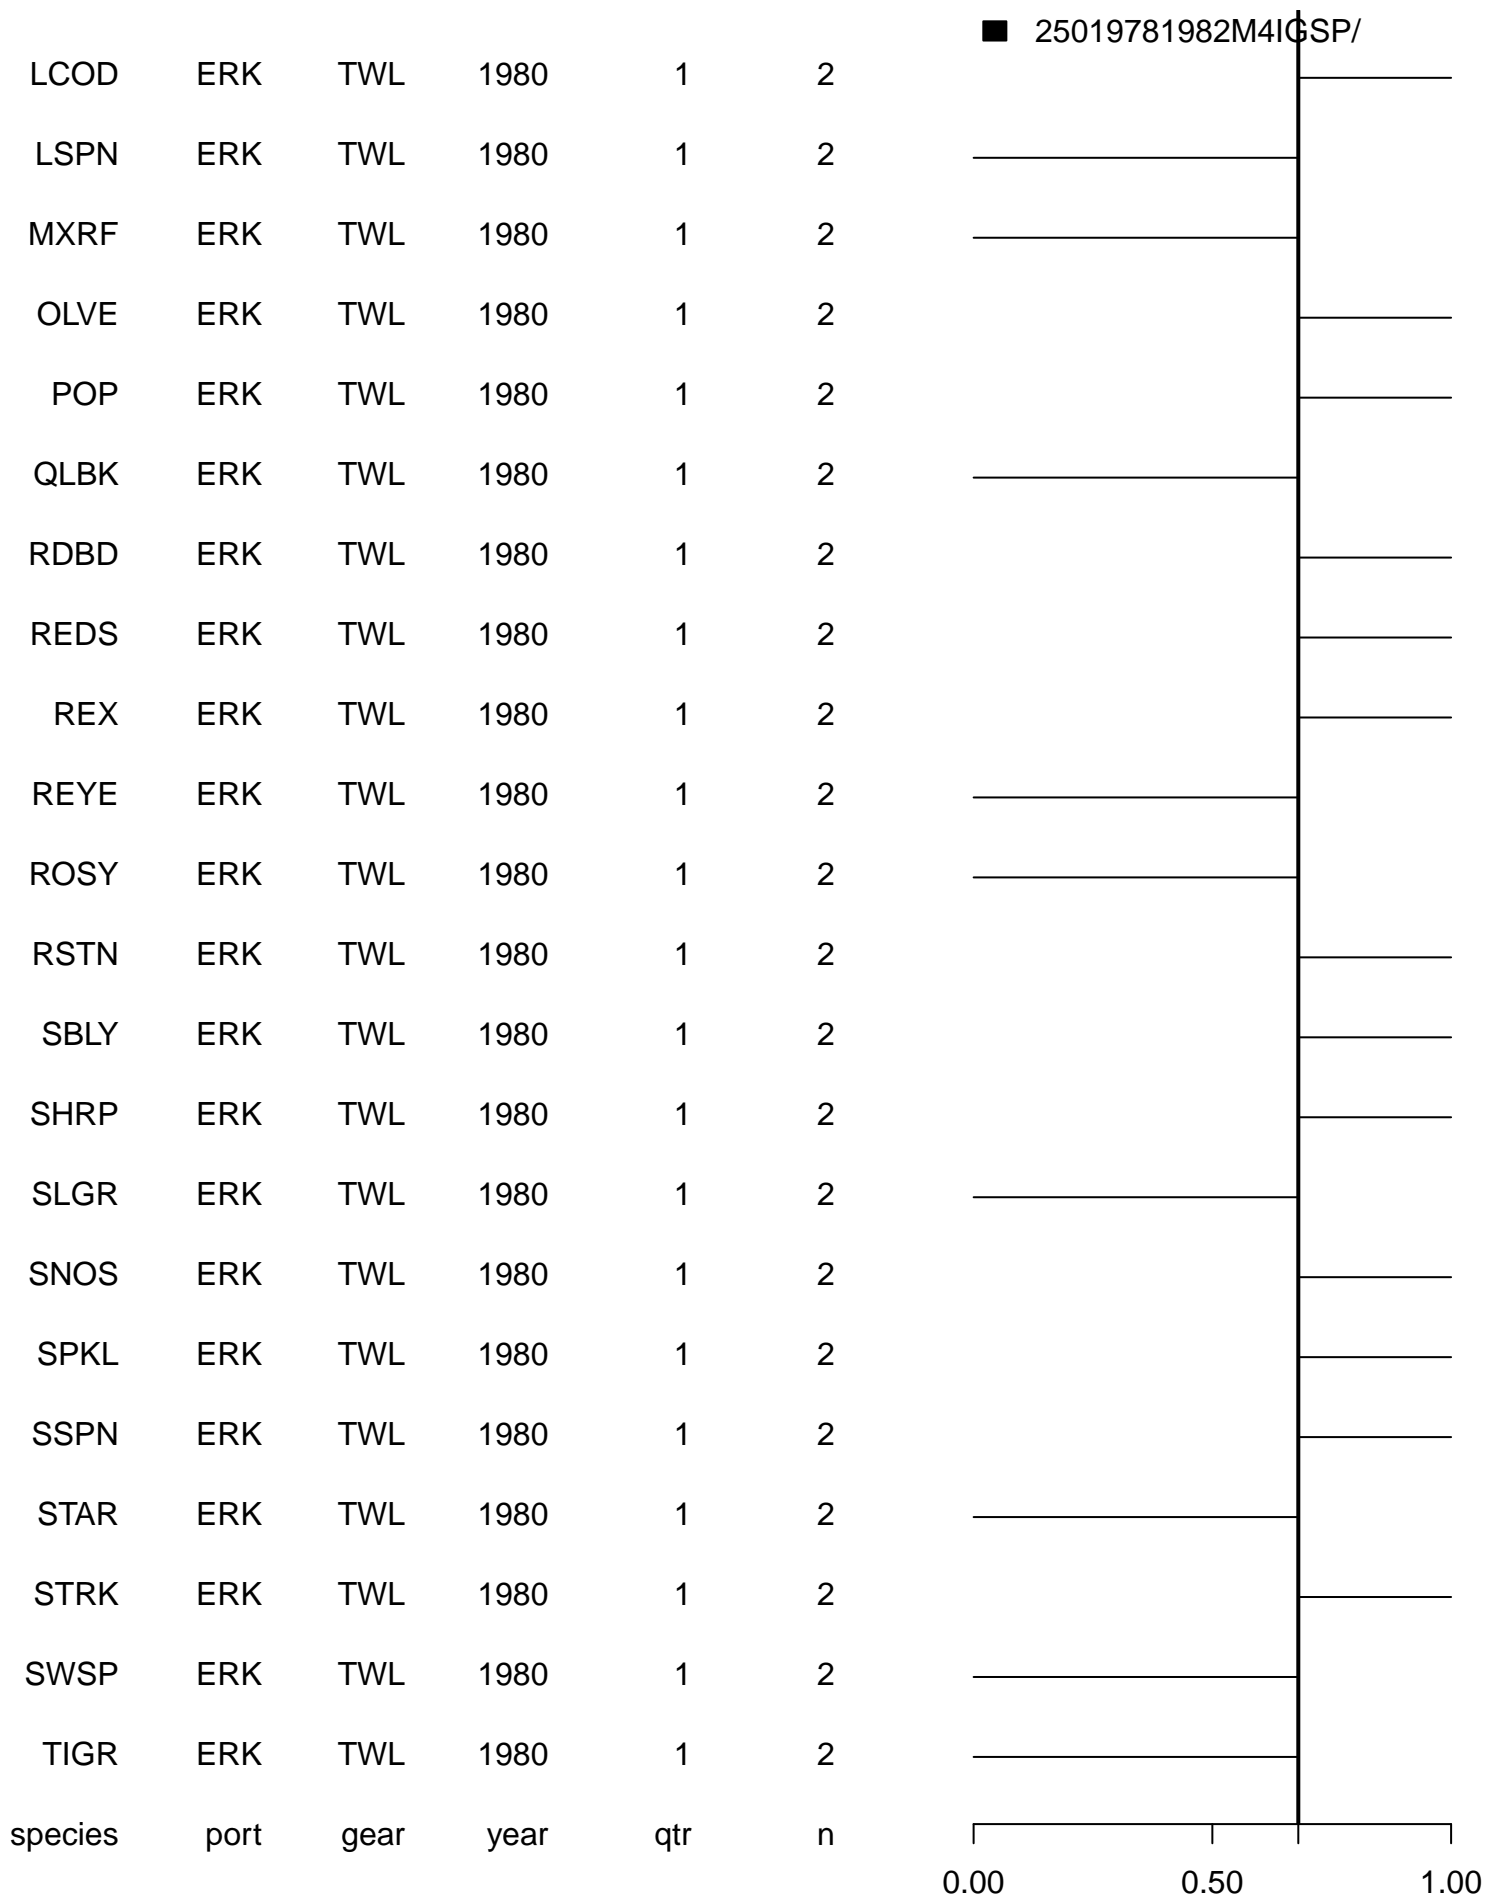 25019781982M4IGSP/
LCOD ERK TWL 1980 1 2
LSPN ERK TWL 1980 1 2
MXRF ERK TWL 1980 1 2
OLVE ERK TWL 1980 1 2
POP ERK TWL 1980 1 2
QLBK ERK TWL 1980 1 2
RDBD ERK TWL 1980 1 2
REDS ERK TWL 1980 1 2
REX ERK TWL 1980 1 2
REYE ERK TWL 1980 1 2
ROSY ERK TWL 1980 1 2
RSTN ERK TWL 1980 1 2
SBLY ERK TWL 1980 1 2
SHRP ERK TWL 1980 1 2
SLGR ERK TWL 1980 1 2
SNOS ERK TWL 1980 1 2
SPKL ERK TWL 1980 1 2
SSPN ERK TWL 1980 1 2
STAR ERK TWL 1980 1 2
STRK ERK TWL 1980 1 2
SWSP ERK TWL 1980 1 2
TIGR ERK TWL 1980 1 2
species port gear year qtr n
0.00 0.50 1.00